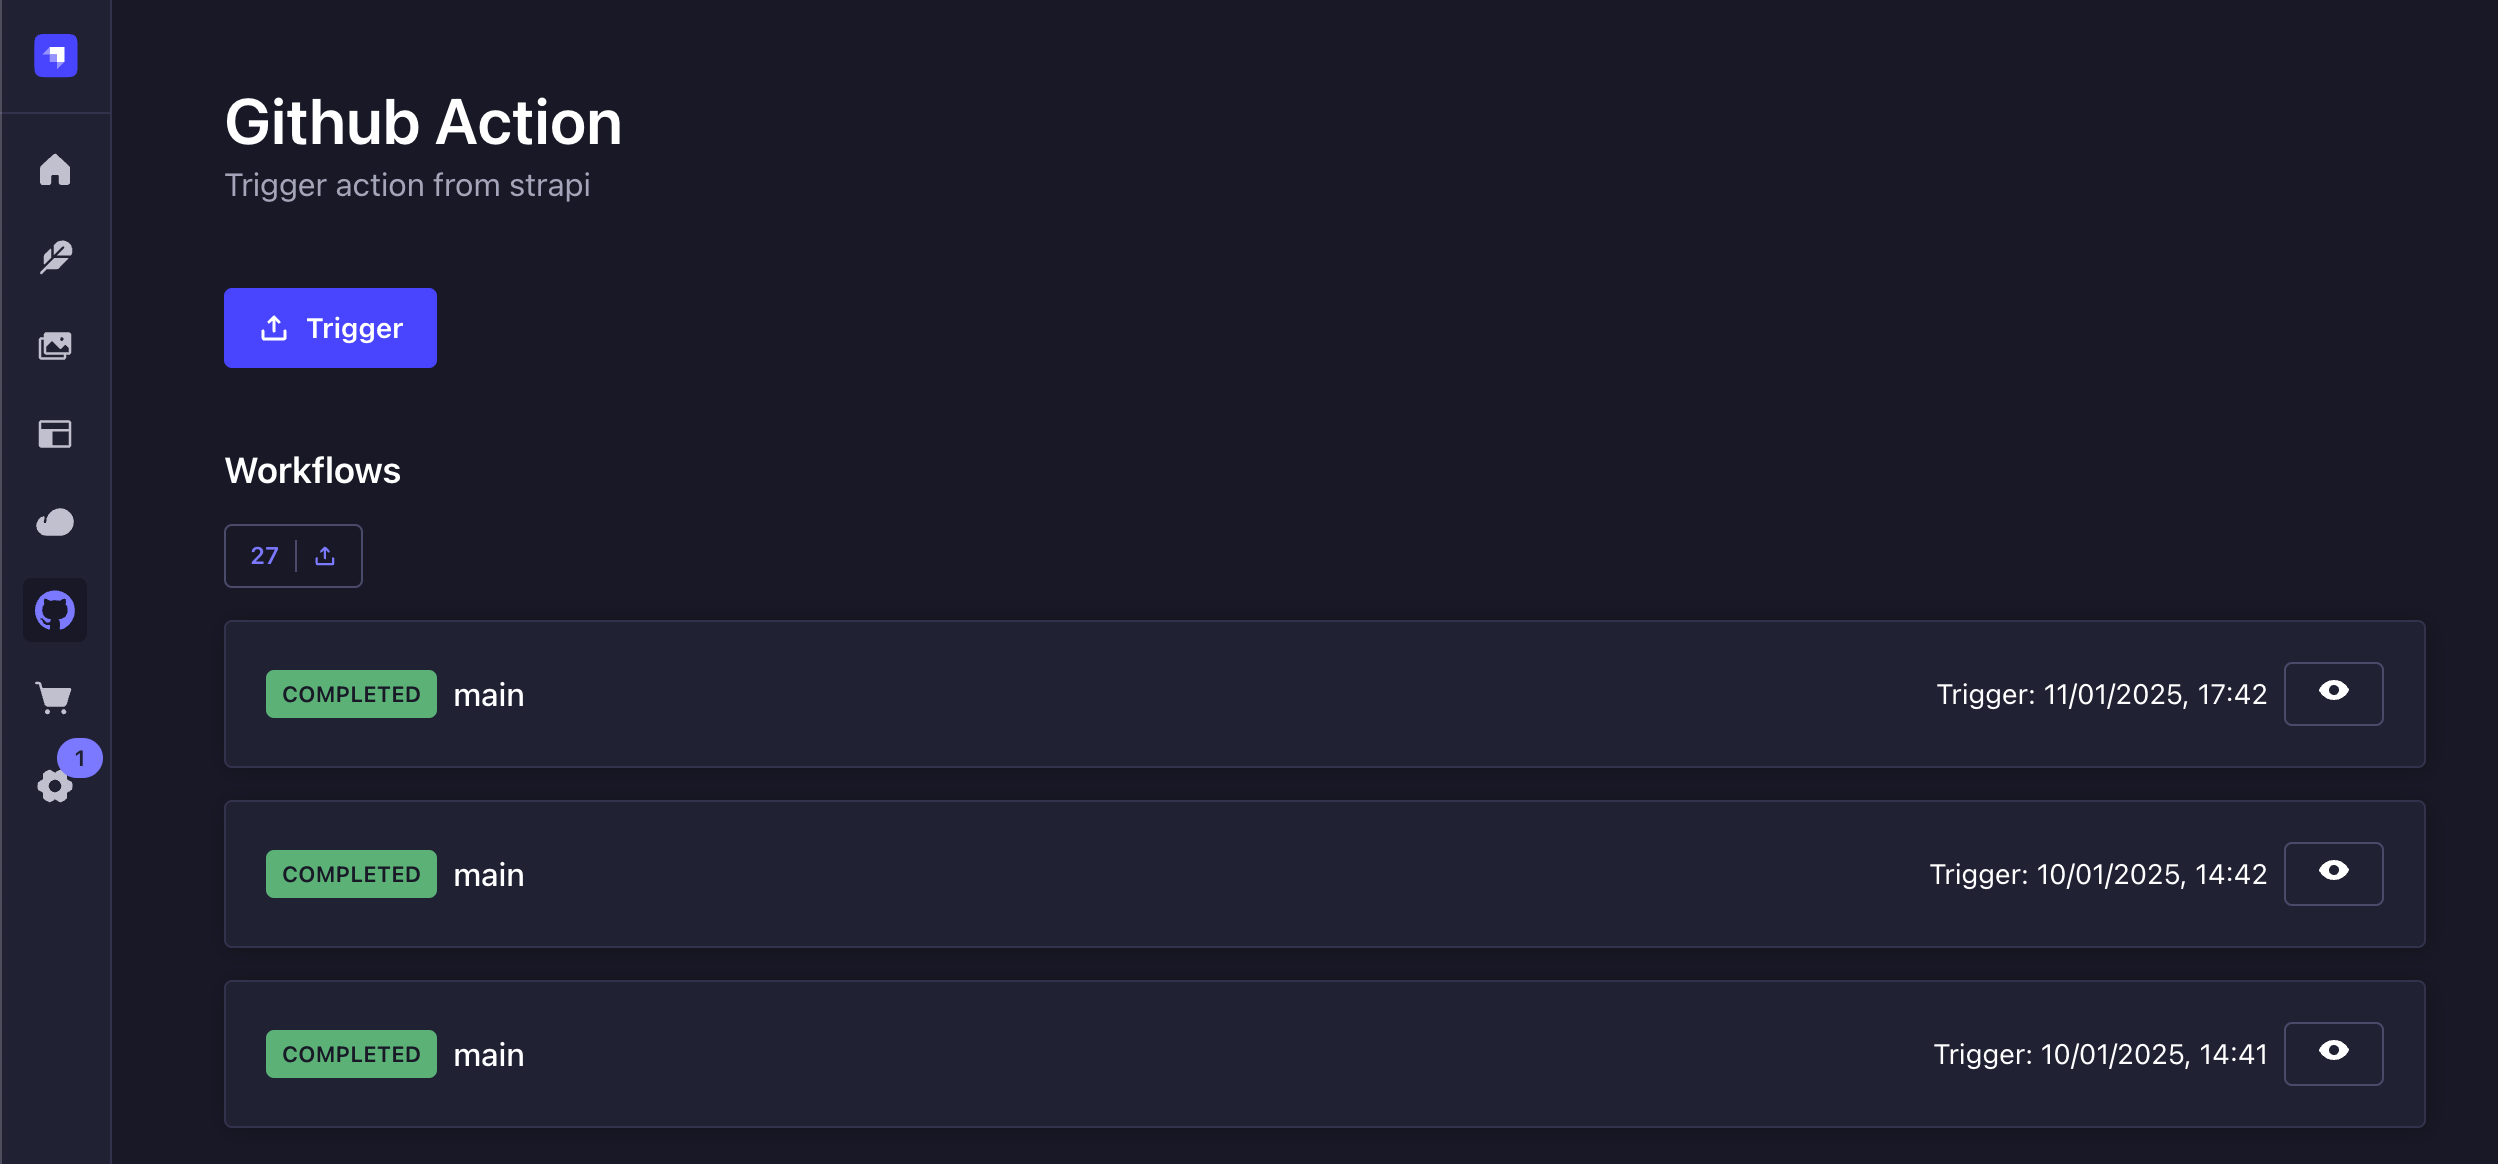 Github Action
Trigger action from strapi
Trigger
Workflows
27
COMPLETED main Trigger: 11/01/2025, 17:42
1
COMPLETED main Trigger: 10/01/2025, 14:42
COMPLETED main Trigger: 10/01/2025, 14:41